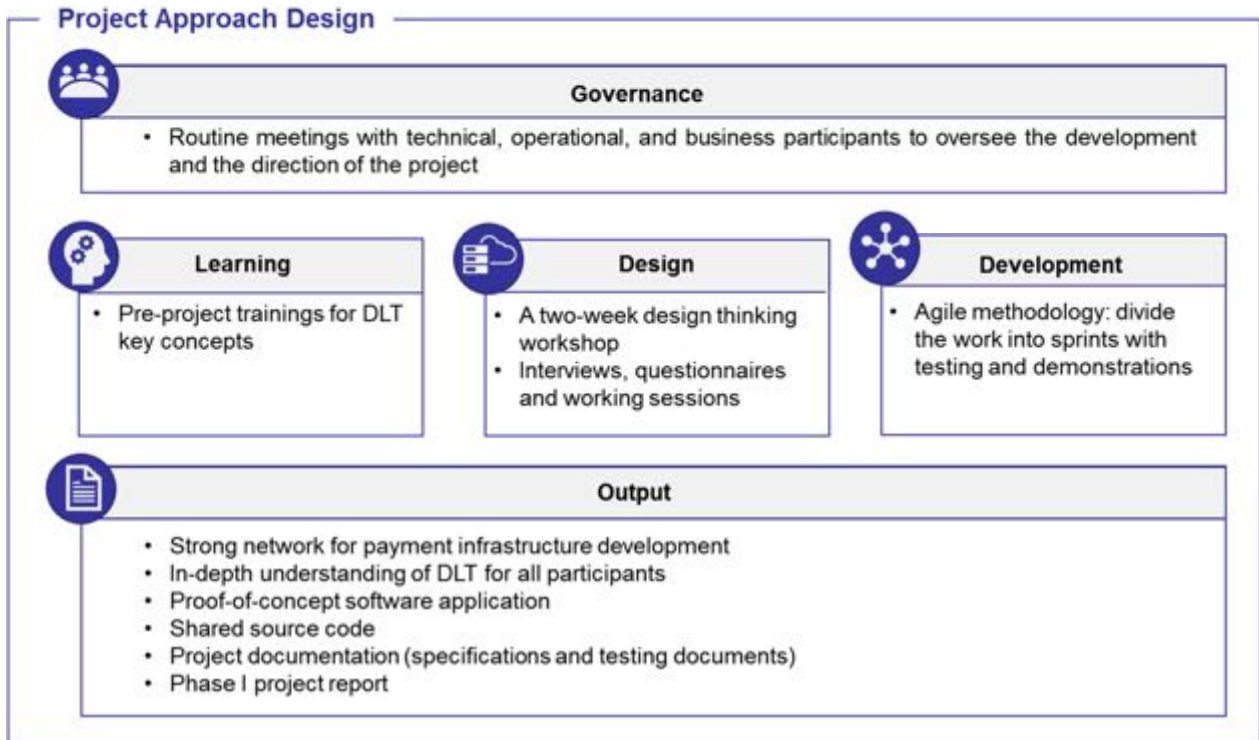 Project Approach Design
Governance
• Routine meetings with technical, operational, and business participants to oversee the development
and the direction of the project
Learning
• Pre-project trainings for DLT
key concepts
Design
• A two-week design thinking
workshop
• Interviews, questionnaires
and working sessions
Development
• Agile methodology: divide
the work into sprints with
testing and demonstrations
Output
• Strong network for payment infrastructure development
• In-depth understanding of DLT for all participants
• Proof-of-concept software application
• Shared source code
• Project documentation (specifications and testing documents)
• Phase I project report